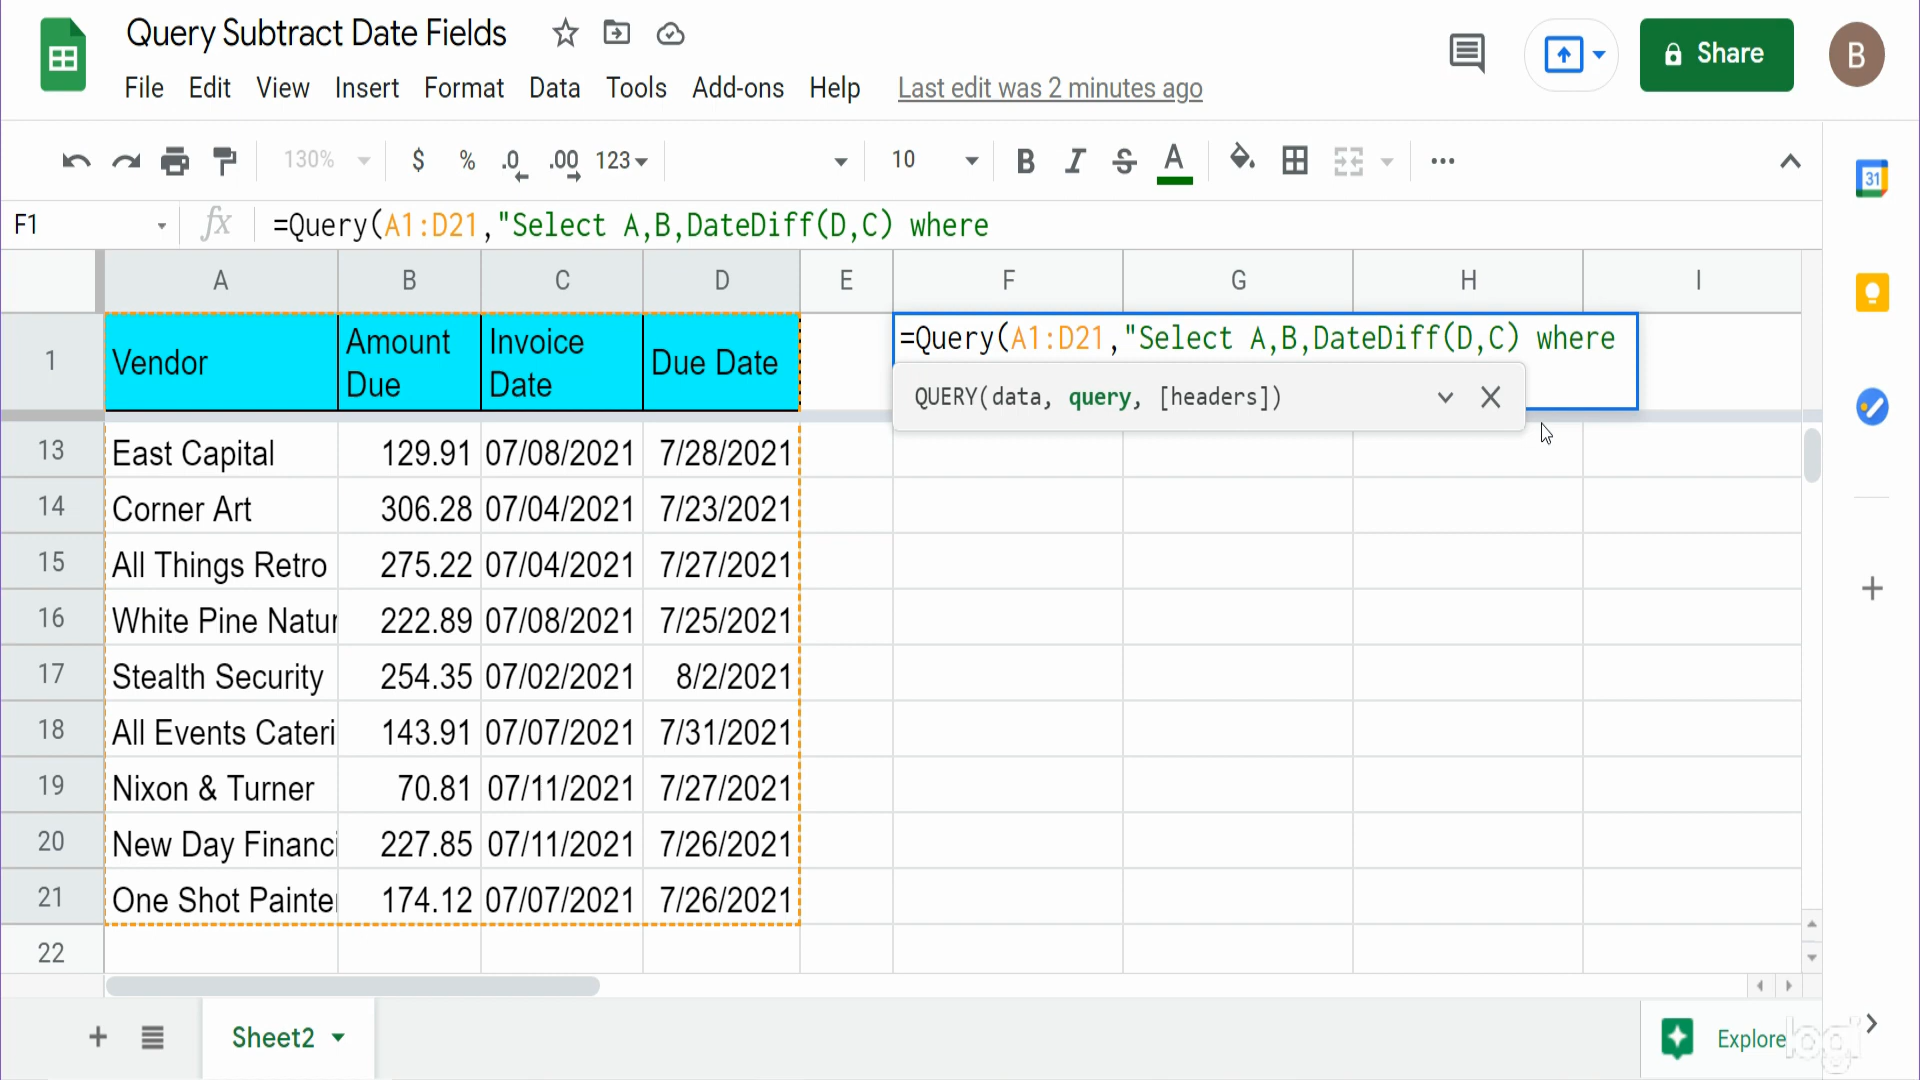 Query Subtract Date Fields
Share
B
File Edit View Insert Format Data Tools Add-ons Help Last edit was 2 minutes ago
130% $ % .0 .00 123 10 B I S A
31
F1 fx =Query(A1:D21,"Select A,B,DateDiff(D,C) where
A B C D E F G H I
1 Vendor Amount Due Invoice Date Due Date =Query(A1:D21,"Select A,B,DateDiff(D,C) where
QUERY(data, query, [headers])
13 East Capital 129.91 07/08/2021 7/28/2021
14 Corner Art 306.28 07/04/2021 7/23/2021
15 All Things Retro 275.22 07/04/2021 7/27/2021
16 White Pine Natur 222.89 07/08/2021 7/25/2021
17 Stealth Security 254.35 07/02/2021 8/2/2021
18 All Events Cateri 143.91 07/07/2021 7/31/2021
19 Nixon & Turner 70.81 07/11/2021 7/27/2021
20 New Day Financi 227.85 07/11/2021 7/26/2021
21 One Shot Painter 174.12 07/07/2021 7/26/2021
22
Sheet2
Explore logi